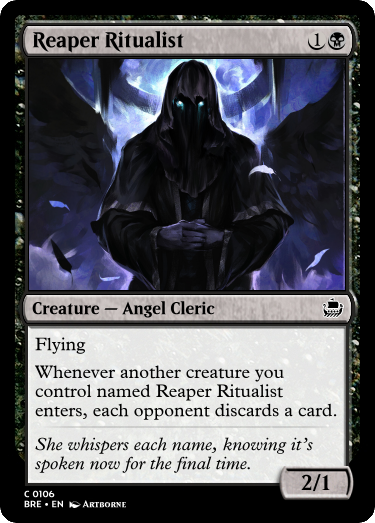 Reaper Ritualist 1
Creature — Angel Cleric
Flying
Whenever another creature you
control named Reaper Ritualist
enters, each opponent discards a card.
She whispers each name, knowing it's
spoken now for the final time.
2/1
C 0106
BRE • EN Artborne